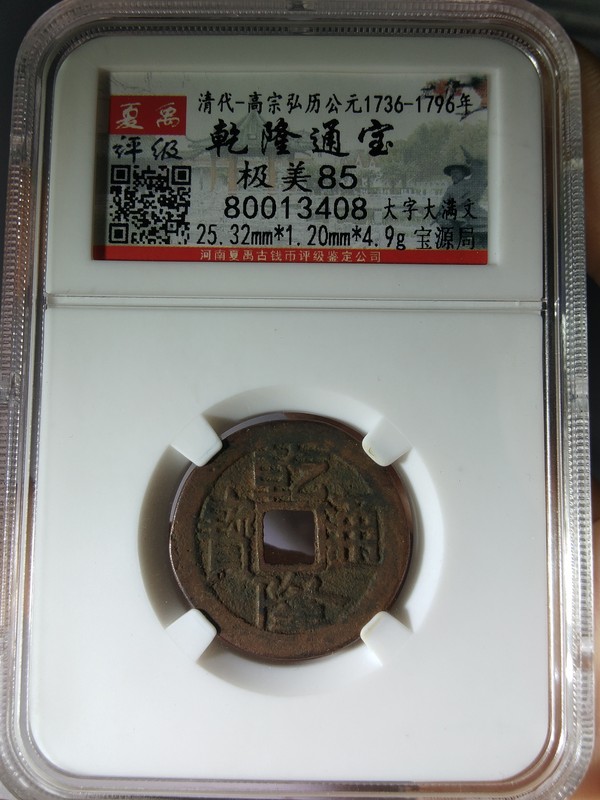 夏禹
评级
清代-高宗弘历公元1736-1796年
乾隆通宝
极美85
80013408 大字大满文
25.32mm*1.20mm*4.9g 宝源局
河南夏禹古钱币评级鉴定公司
乾隆通寳